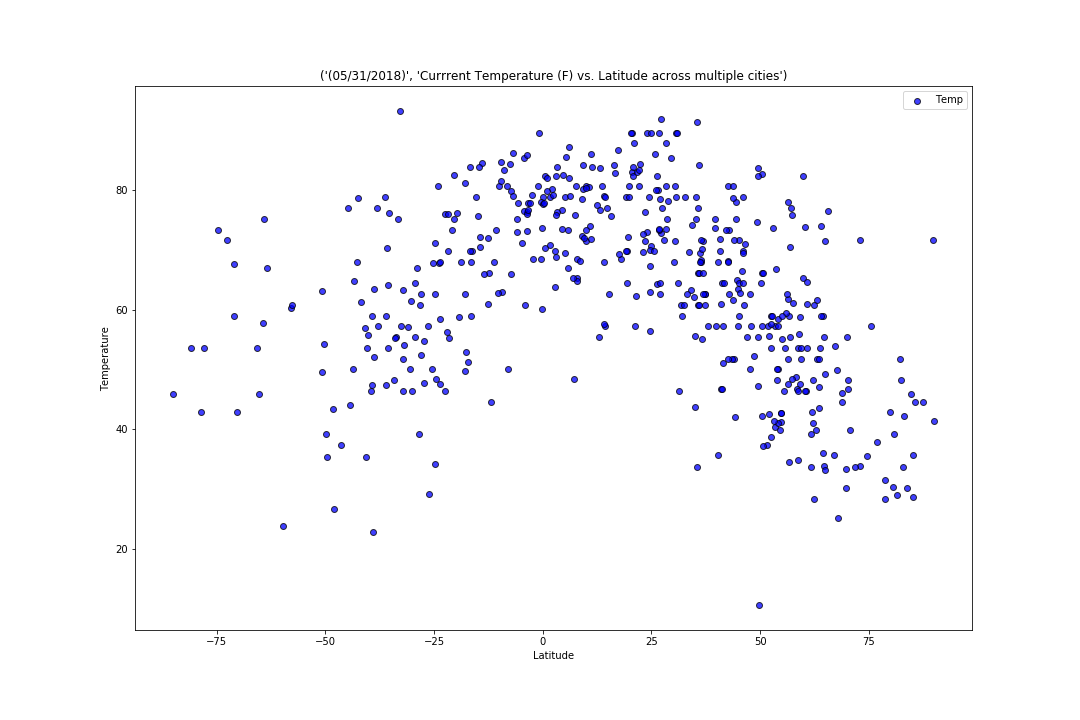 ('(05/31/2018)', 'Currrent Temperature (F) vs. Latitude across multiple cities')
Temp
80
60
40
20
Temperature
−75
−50
−25
0
25
50
75
Latitude